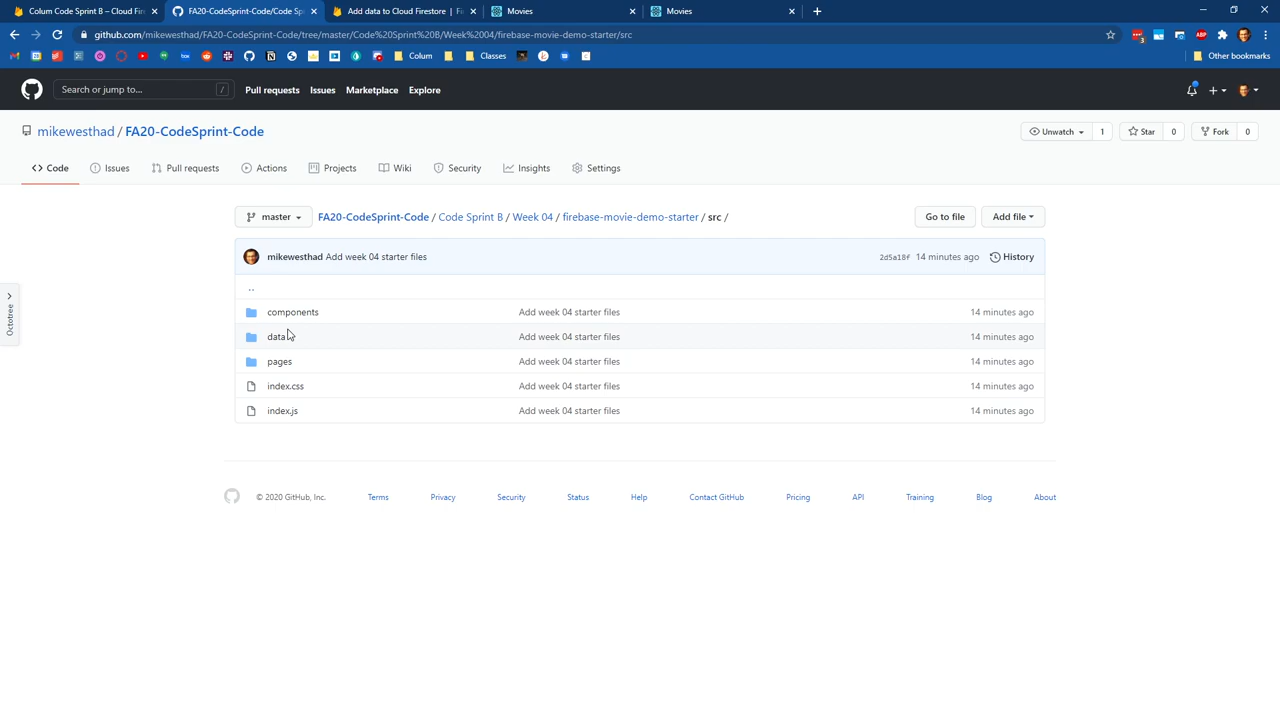 Colum Code Sprint B – Cloud Fire
FA20-CodeSprint-Code/Code Sp
Add data to Cloud Firestore | Fi
Movies
Movies
github.com/mikewesthad/FA20-CodeSprint-Code/tree/master/Code%20Sprint%20B/Week%2004/firebase-movie-demo-starter/src
Colum
Classes
Other bookmarks
Search or jump to...
/
Pull requests
Issues
Marketplace
Explore
mikewesthad / FA20-CodeSprint-Code
Unwatch 1
Star 0
Fork 0
Code
Issues
Pull requests
Actions
Projects
Wiki
Security
Insights
Settings
master
FA20-CodeSprint-Code / Code Sprint B / Week 04 / firebase-movie-demo-starter / src /
Go to file
Add file
mikewesthad Add week 04 starter files
2d5a18f 14 minutes ago
History
..
components Add week 04 starter files 14 minutes ago
data Add week 04 starter files 14 minutes ago
pages Add week 04 starter files 14 minutes ago
index.css Add week 04 starter files 14 minutes ago
index.js Add week 04 starter files 14 minutes ago
Octotree
© 2020 GitHub, Inc.
Terms
Privacy
Security
Status
Help
Contact GitHub
Pricing
API
Training
Blog
About